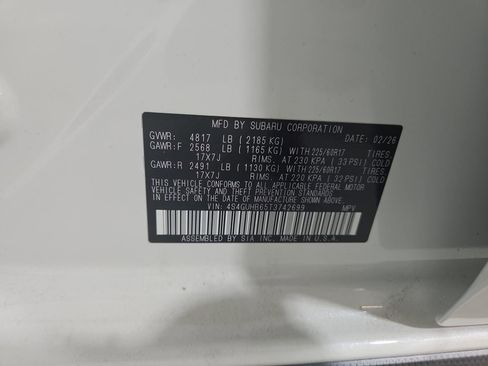 MFD BY SUBARU CORPORATION
GVWR: 4817 LB (2185 KG) DATE: 02/26
GAWR:F 2568 LB (1165 KG) WITH 225/60R17 TIRES,
17X7J RIMS, AT 230 KPA (33 PSI) COLD
GAWR:R 2491 LB (1130 KG) WITH 225/60R17 TIRES,
17X7J RIMS, AT 220 KPA (32 PSI) COLD
THIS VEHICLE CONFORMS TO ALL APPLICABLE FEDERAL MOTOR
VEHICLE SAFETY AND THEFT PREVENTION STANDARDS IN
EFFECT ON THE DATE OF MANUFACTURE SHOWN ABOVE.
VIN: 4S4GUHB65T3742699 MPV
ASSEMBLED BY SIA INC. IN U.S.A.